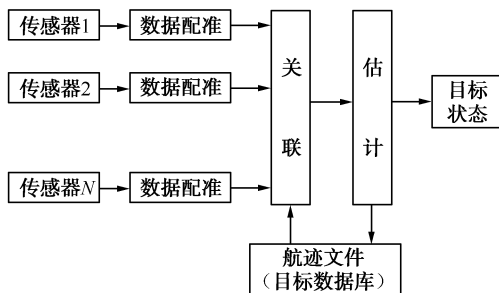 传感器1
数据配准
传感器2
数据配准
传感器N
数据配准
关联
估计
目标
状态
航迹文件
（目标数据库）